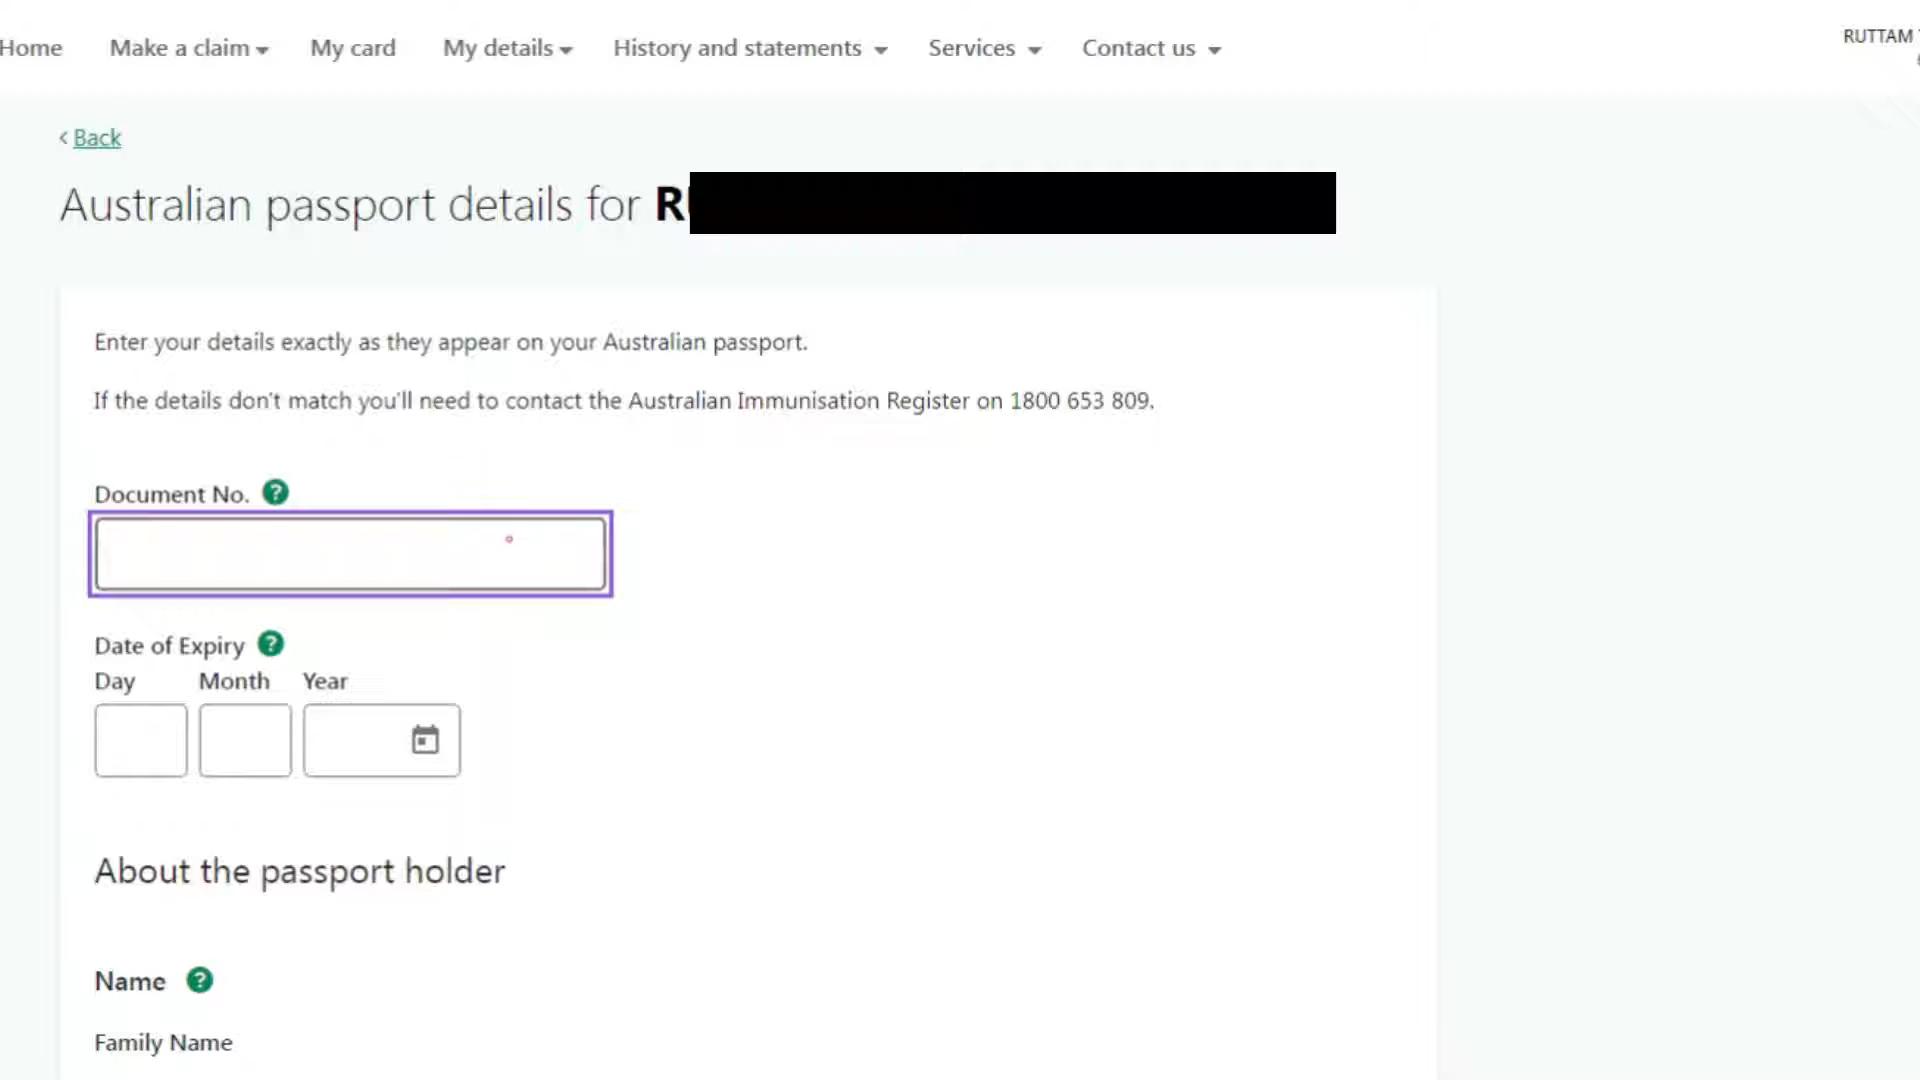 Home Make a claim My card My details History and statements Services Contact us RUTTAM
Back
Australian passport details for
Enter your details exactly as they appear on your Australian passport.
If the details don't match you'll need to contact the Australian Immunisation Register on 1800 653 809.
Document No. ?
Date of Expiry ?
Day Month Year
About the passport holder
Name ?
Family Name